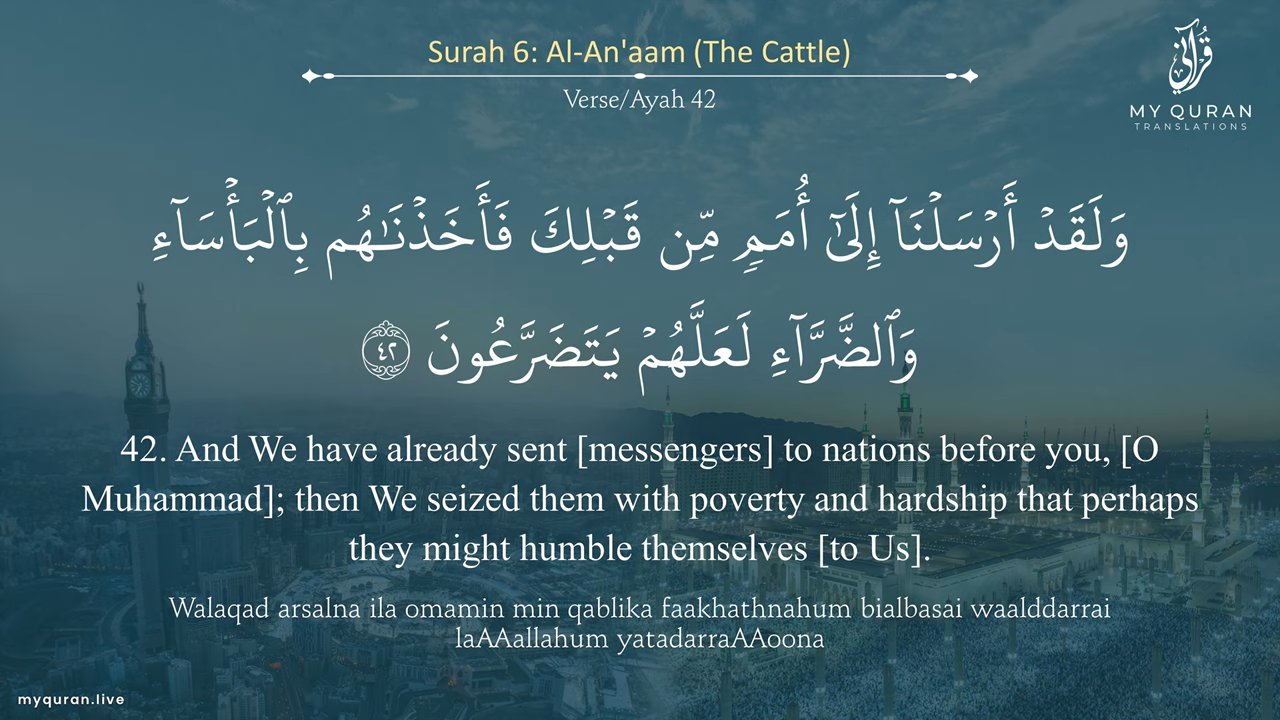 Surah 6: Al-An'aam (The Cattle)
Verse/Ayah 42
قرآني
MY QURAN
TRANSLATIONS
وَلَقَدْ أَرْسَلْنَآ إِلَىٰٓ أُمَمٍ مِّن قَبْلِكَ فَأَخَذْنَـٰهُم بِٱلْبَأْسَآءِ
وَٱلضَّرَّآءِ لَعَلَّهُمْ يَتَضَرَّعُونَ ٤٢
42. And We have already sent [messengers] to nations before you, [O
Muhammad]; then We seized them with poverty and hardship that perhaps
they might humble themselves [to Us].
Walaqad arsalna ila omamin min qablika faakhathnahum bialbasai waalddarrai
laAAallahum yatadarraAAoona
myquran.live